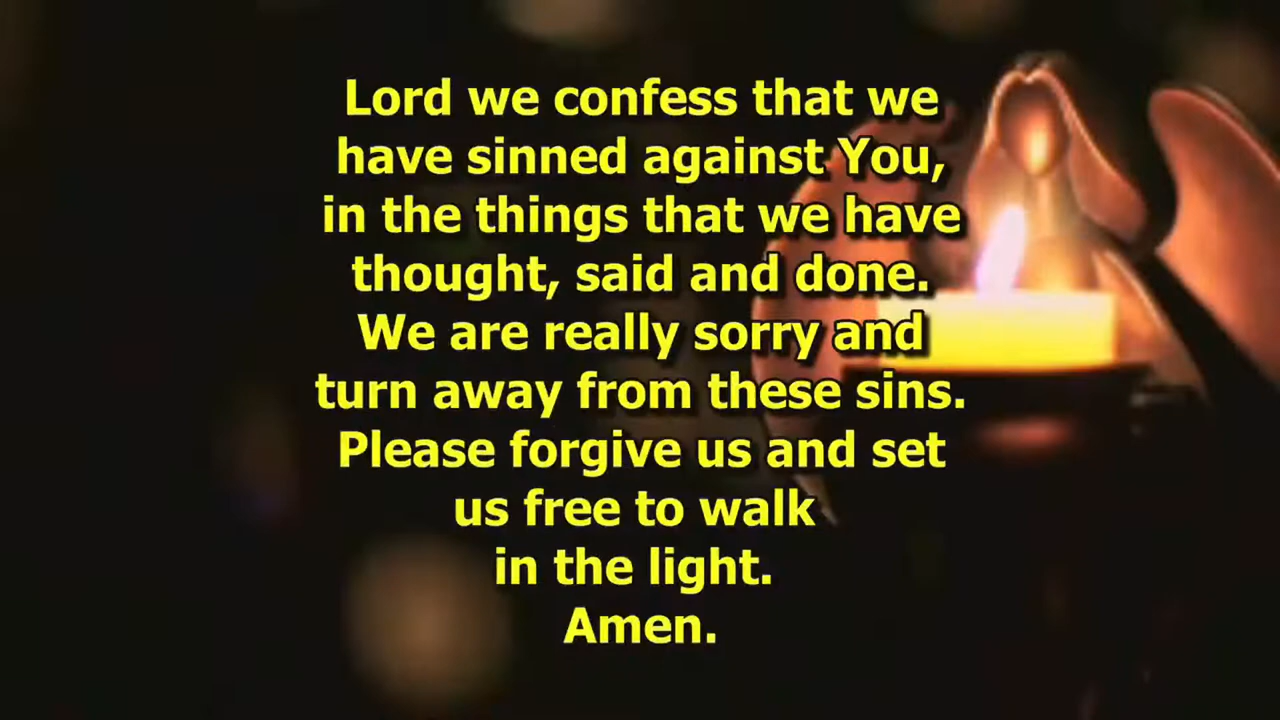 Lord we confess that we
have sinned against You,
in the things that we have
thought, said and done.
We are really sorry and
turn away from these sins.
Please forgive us and set
us free to walk
in the light.
Amen.